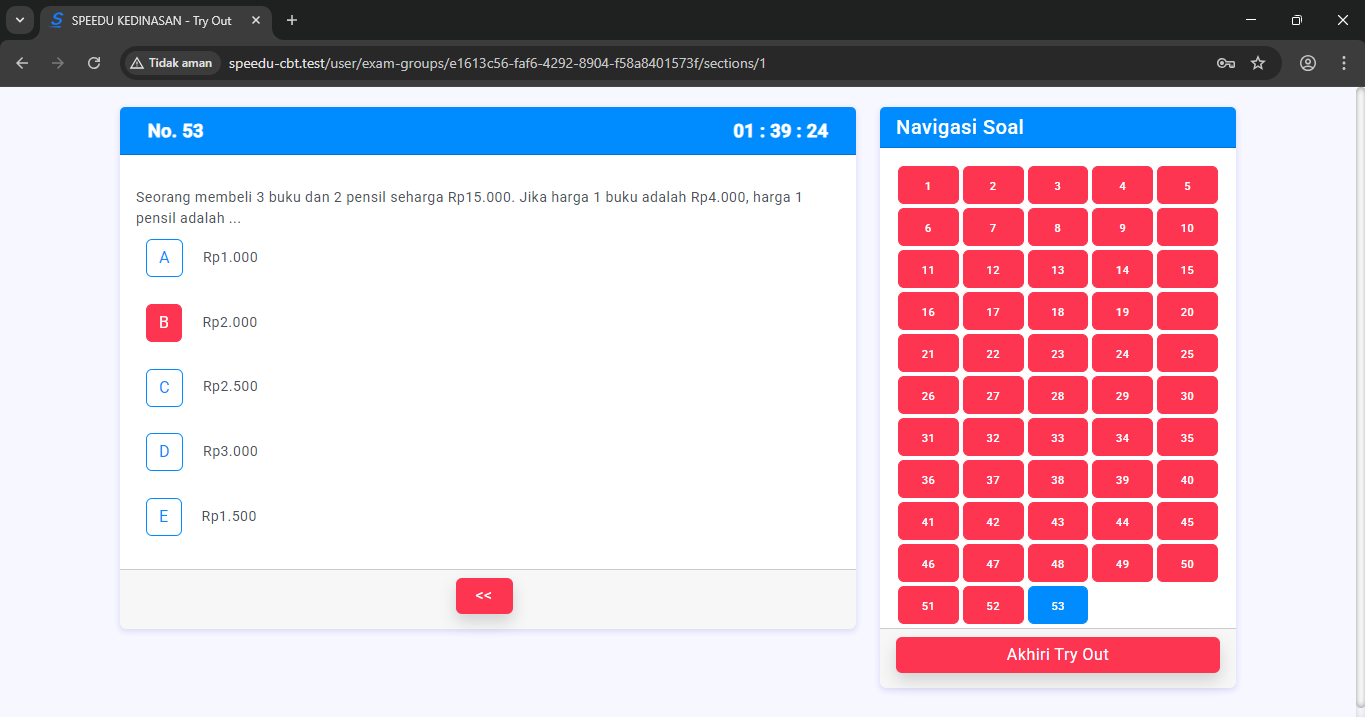 SPEEDU KEDINASAN - Try Out
Tidak aman
speedu-cbt.test/user/exam-groups/e1613c56-faf6-4292-8904-f58a8401573f/sections/1
No. 53
01 : 39 : 24
Seorang membeli 3 buku dan 2 pensil seharga Rp15.000. Jika harga 1 buku adalah Rp4.000, harga 1
pensil adalah ...
A Rp1.000
B Rp2.000
C Rp2.500
D Rp3.000
E Rp1.500
<<
Navigasi Soal
1 2 3 4 5
6 7 8 9 10
11 12 13 14 15
16 17 18 19 20
21 22 23 24 25
26 27 28 29 30
31 32 33 34 35
36 37 38 39 40
41 42 43 44 45
46 47 48 49 50
51 52 53
Akhiri Try Out